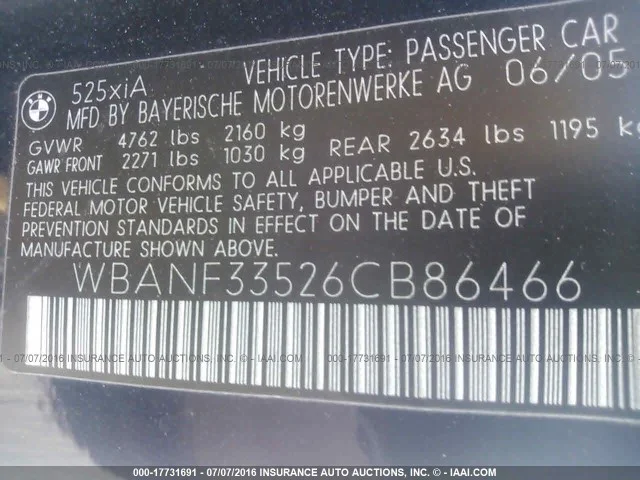 BMW
525xiA VEHICLE TYPE: PASSENGER CAR
MFD BY BAYERISCHE MOTORENWERKE AG 06/05
GVWR 4762 lbs 2160 kg
GAWR FRONT 2271 lbs 1030 kg REAR 2634 lbs 1195 kg
THIS VEHICLE CONFORMS TO ALL APPLICABLE U.S.
FEDERAL MOTOR VEHICLE SAFETY, BUMPER AND THEFT
PREVENTION STANDARDS IN EFFECT ON THE DATE OF
MANUFACTURE SHOWN ABOVE.
WBANF33526CB86466
000-17731691 - 07/07/2016 INSURANCE AUTO AUCTIONS, INC. © - IAAI.COM